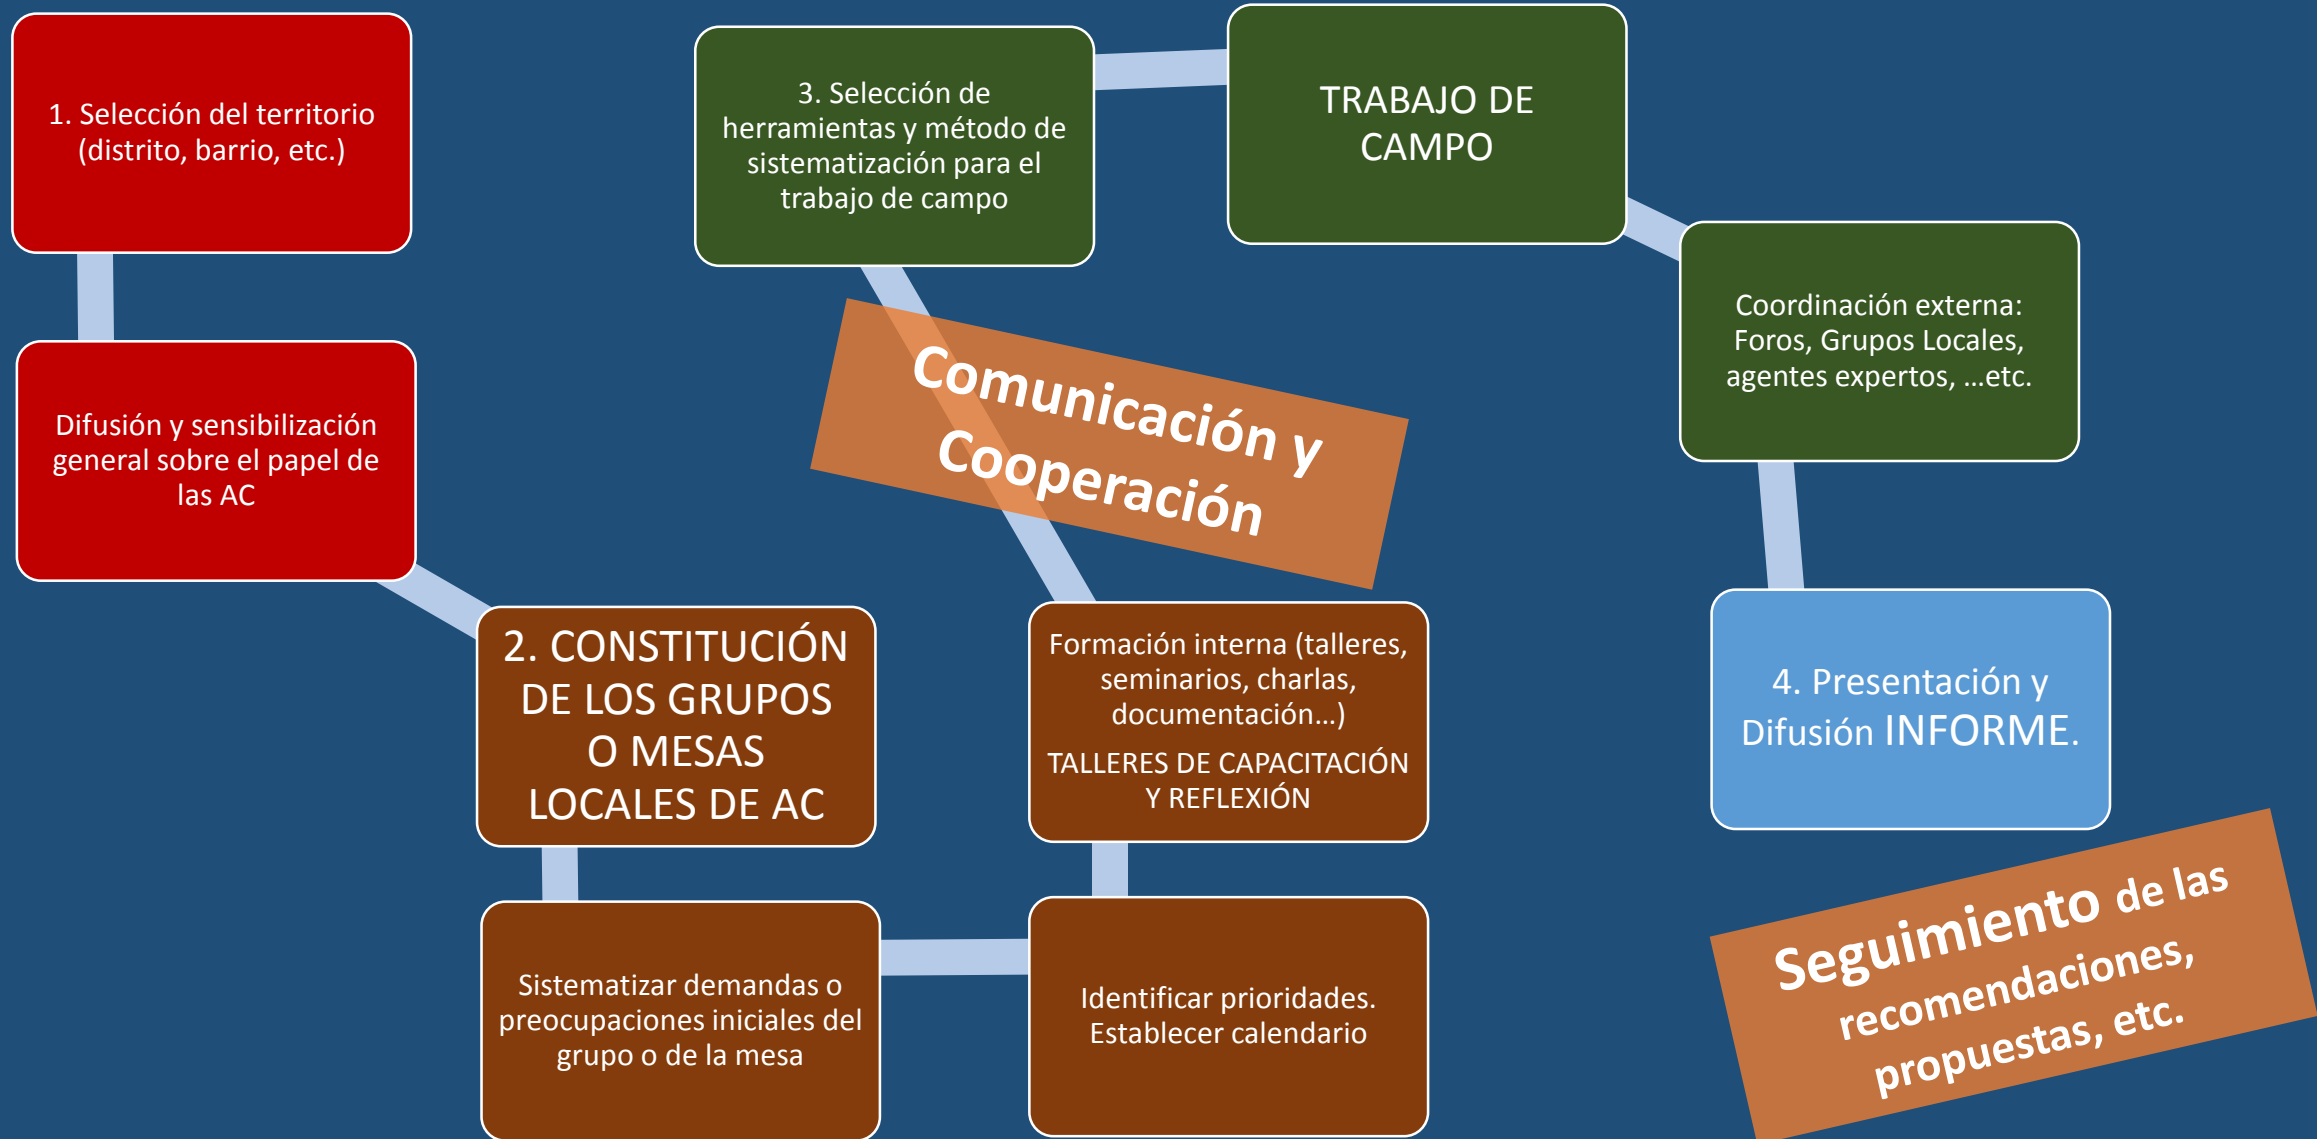 1. Selección del territorio
(distrito, barrio, etc.)
Difusión y sensibilización
general sobre el papel de
las AC
2. CONSTITUCIÓN
DE LOS GRUPOS
O MESAS
LOCALES DE AC
Sistematizar demandas o
preocupaciones iniciales del
grupo o de la mesa
Identificar prioridades.
Establecer calendario
Formación interna (talleres,
seminarios, charlas,
documentación...)
TALLERES DE CAPACITACIÓN
Y REFLEXIÓN
Comunicación y
Cooperación
3. Selección de
herramientas y método de
sistematización para el
trabajo de campo
TRABAJO DE
CAMPO
Coordinación externa:
Foros, Grupos Locales,
agentes expertos, ...etc.
4. Presentación y
Difusión INFORME.
Seguimiento de las
recomendaciones,
propuestas, etc.